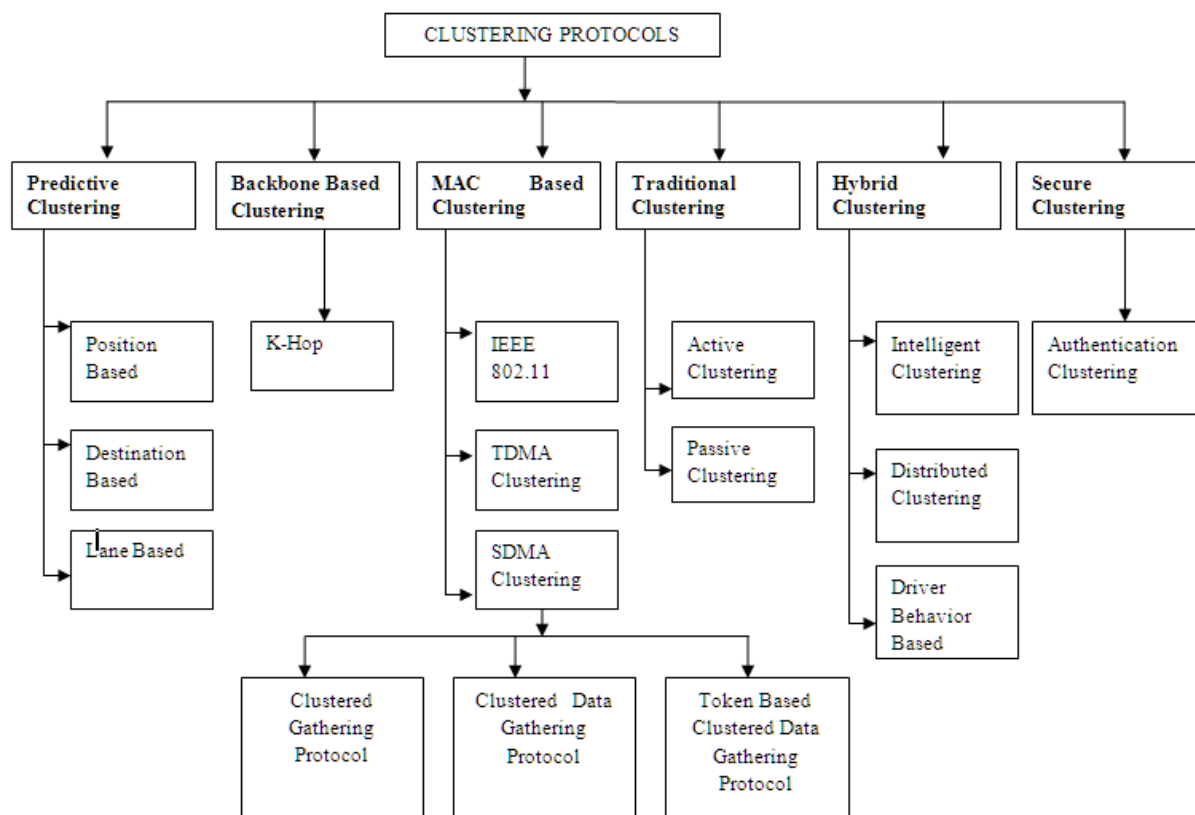 CLUSTERING PROTOCOLS
Predictive
Clustering
Backbone Based
Clustering
MAC Based
Clustering
Traditional
Clustering
Hybrid
Clustering
Secure
Clustering
Position
Based
Destination
Based
Lane Based
K-Hop
IEEE
802.11
TDMA
Clustering
SDMA
Clustering
Active
Clustering
Passive
Clustering
Intelligent
Clustering
Distributed
Clustering
Driver
Behavior
Based
Authentication
Clustering
Clustered
Gathering
Protocol
Clustered Data
Gathering
Protocol
Token Based
Clustered Data
Gathering
Protocol